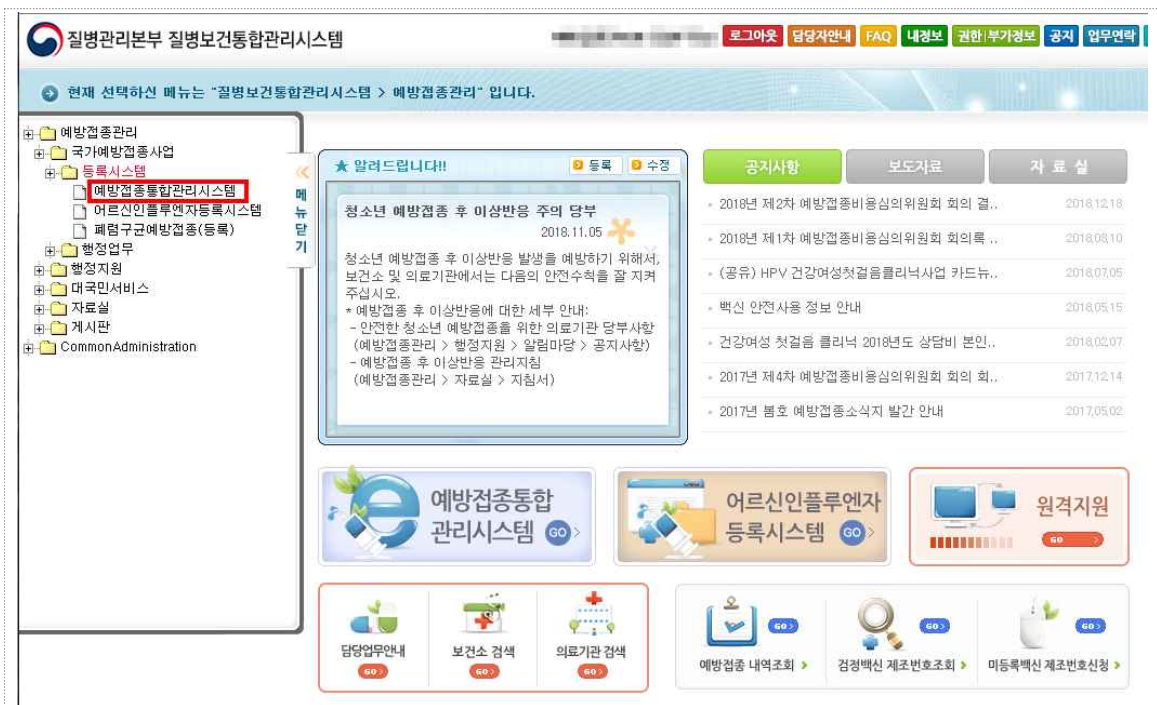 질병관리본부 질병보건통합관리시스템
로그아웃 담당자안내 FAQ 내정보 권한|부가정보 공지 업무연락
현재 선택하신 메뉴는 "질병보건통합관리시스템 > 예방접종관리" 입니다.
예방접종관리
국가예방접종사업
등록시스템
예방접종통합관리시스템
어르신인플루엔자등록시스템
폐렴구균예방접종(등록)
행정업무
행정지원
대국민서비스
자료실
게시판
CommonAdministration
메뉴닫기
★ 알려드립니다!! 등록 수정
청소년 예방접종 후 이상반응 주의 당부
2018.11.05
청소년 예방접종 후 이상반응 발생을 예방하기 위해서,
보건소 및 의료기관에서는 다음의 안전수칙을 잘 지켜
주십시오.
* 예방접종 후 이상반응에 대한 세부 안내:
- 안전한 청소년 예방접종을 위한 의료기관 당부사항
(예방접종관리 > 행정지원 > 알림마당 > 공지사항)
- 예방접종 후 이상반응 관리지침
(예방접종관리 > 자료실 > 지침서)
공지사항 보도자료 자 료 실
2018년 제2차 예방접종비용심의위원회 회의 결.. 2018.12.18
2018년 제1차 예방접종비용심의위원회 회의록 .. 2018.08.10
(공유) HPV 건강여성첫걸음클리닉사업 카드뉴.. 2018.07.05
백신 안전사용 정보 안내 2018.05.15
건강여성 첫걸음 클리닉 2018년도 상담비 본인.. 2018.02.07
2017년 제4차 예방접종비용심의위원회 회의 회.. 2017.12.14
2017년 봄호 예방접종소식지 발간 안내 2017.05.02
예방접종통합
관리시스템 GO
어르신인플루엔자
등록시스템 GO
원격지원
GO
담당업무안내
GO
보건소 검색
GO
의료기관 검색
GO
GO
예방접종 내역조회
GO
검정백신 제조번호조회
GO
미등록백신 제조번호신청